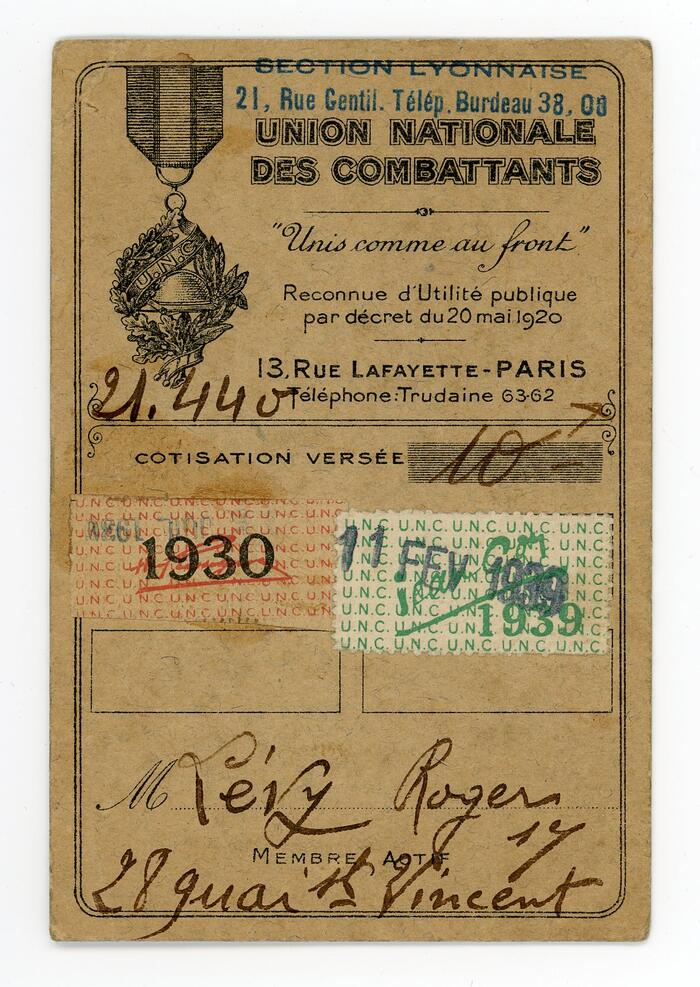 SECTION LYONNAISE
21, Rue Gentil. Télép. Burdeau 38,08
UNION NATIONALE
DES COMBATTANTS
U.N.C
"Unis comme au front"
Reconnue d'Utilité publique
par décret du 20 mai 1920
13, RUE LAFAYETTE-PARIS
21.440
Téléphone: Trudaine 63-62
COTISATION VERSÉE 10
1930
11 FEV 1939
1939
M Lévy Roger
17
MEMBRE ACTIF
28 quai St Vincent